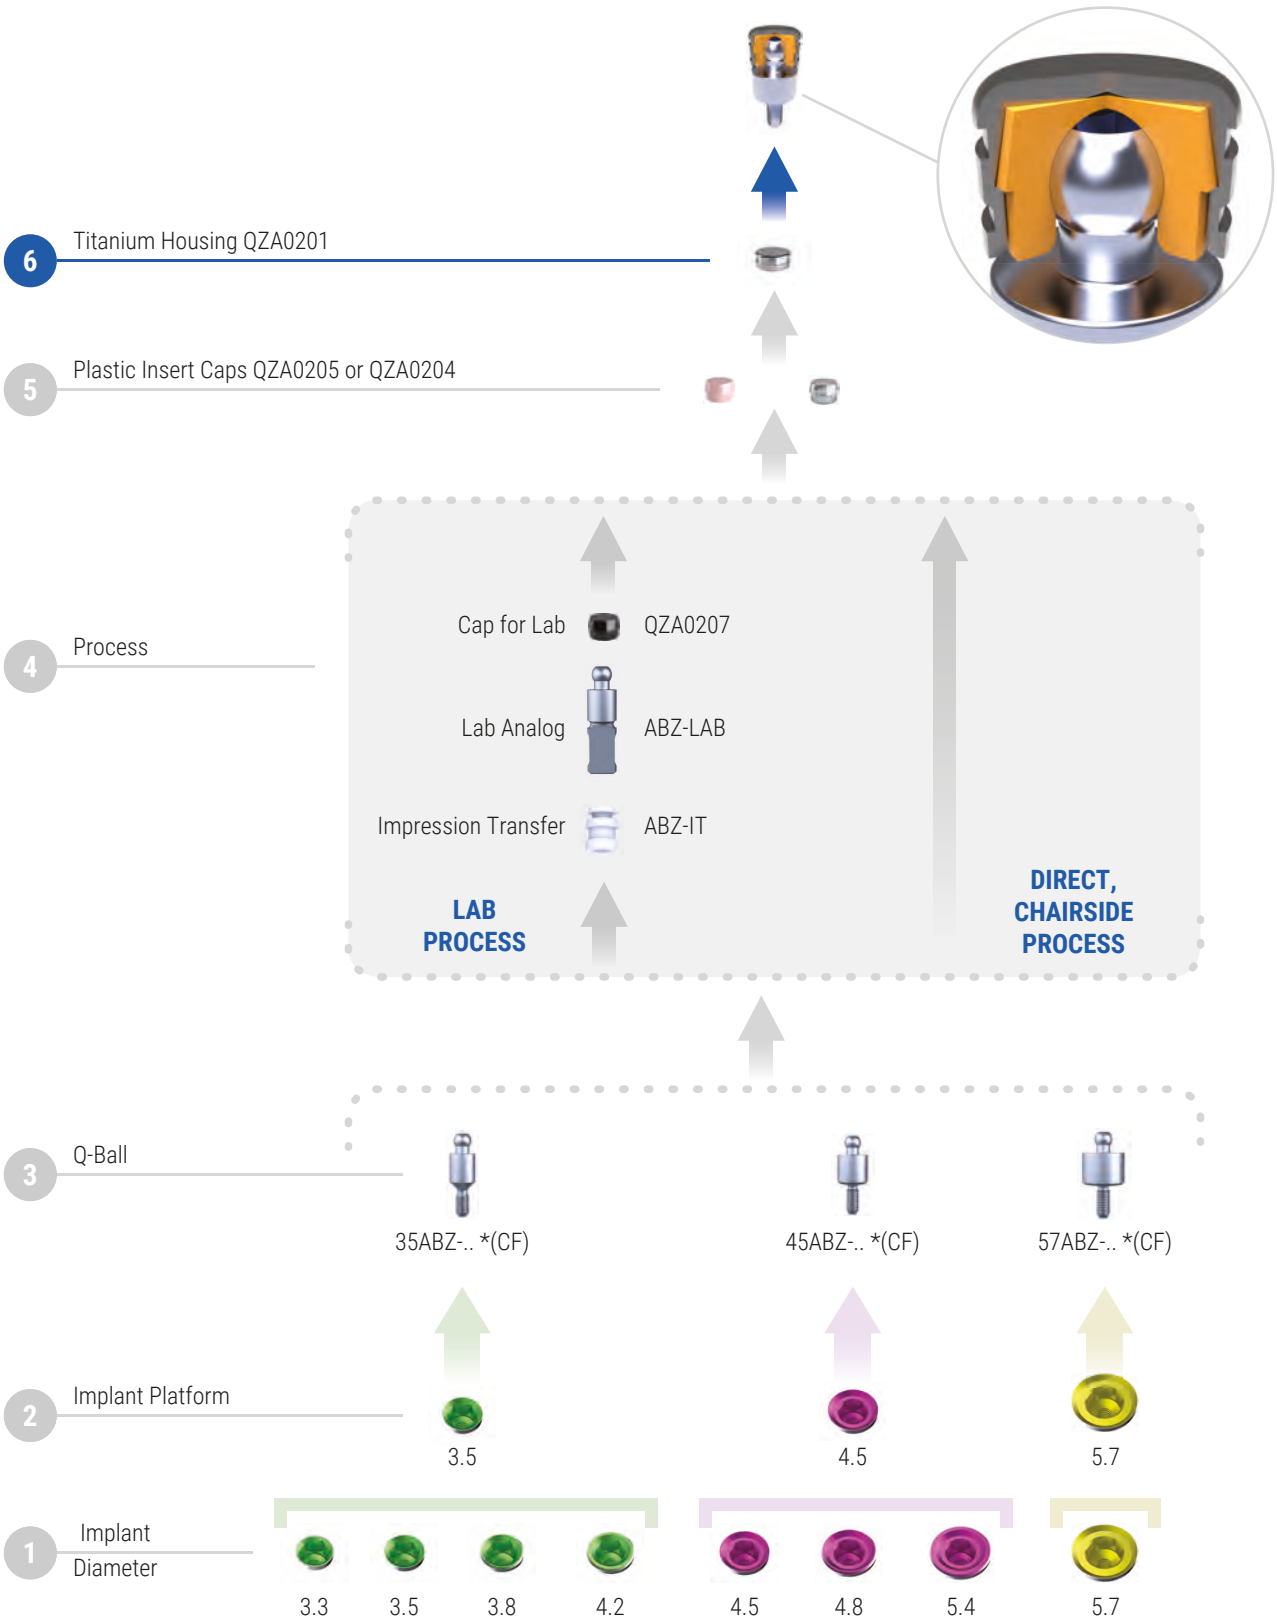 6
Titanium Housing QZA0201
5
Plastic Insert Caps QZA0205 or QZA0204
4
Process
Cap for Lab QZA0207
Lab Analog ABZ-LAB
Impression Transfer ABZ-IT
LAB
PROCESS
DIRECT,
CHAIRSIDE
PROCESS
3
Q-Ball
35ABZ-.. *(CF) 45ABZ-.. *(CF) 57ABZ-.. *(CF)
2
Implant Platform
3.5 4.5 5.7
1
Implant
Diameter
3.3 3.5 3.8 4.2 4.5 4.8 5.4 5.7